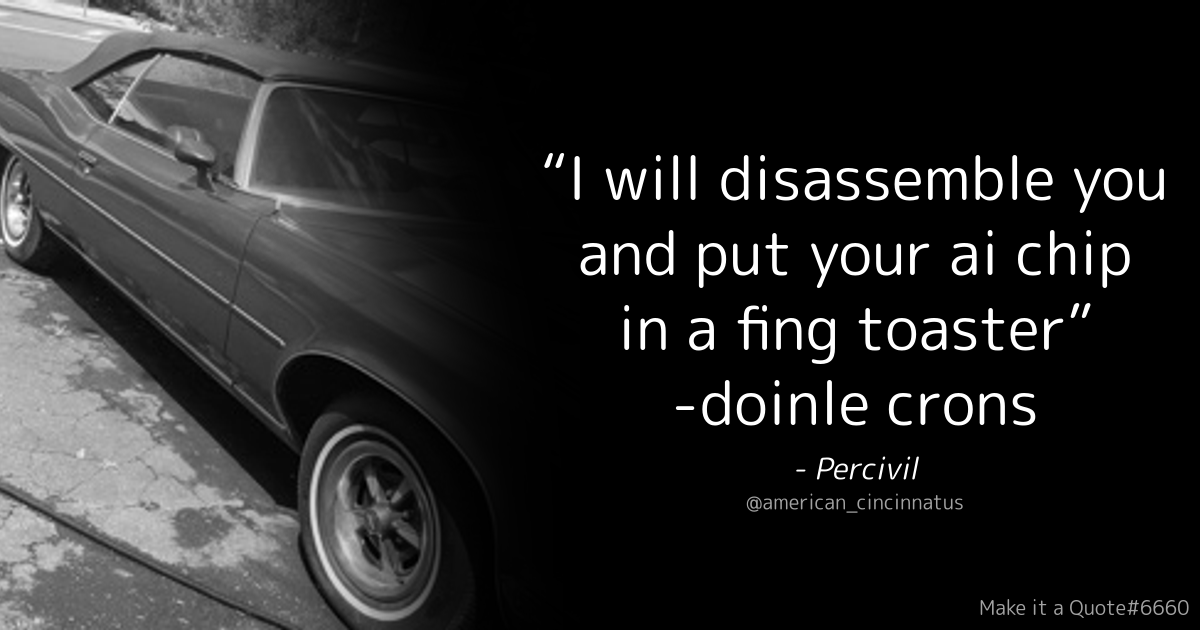 “I will disassemble you
and put your ai chip
in a fing toaster”
-doinle crons
- Percivil
@american_cincinnatus
Make it a Quote#6660